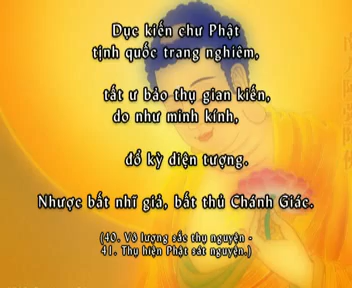 Dục kiến chư Phật
tịnh quốc trang nghiêm,
tất ư bảo thụ gian kiến,
do như minh kính,
đổ kỳ diện tượng.
Nhược bất nhĩ giả, bất thủ Chánh Giác.
(40. Vô lượng sắc thụ nguyện -
41. Thụ hiện Phật sát nguyện.)